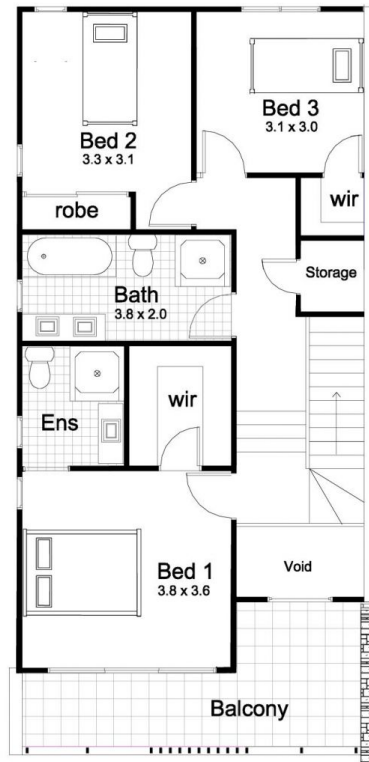 Bed 2
3.3 x 3.1
Bed 3
3.1 x 3.0
robe
wir
Bath
3.8 x 2.0
Storage
Ens
wir
Bed 1
3.8 x 3.6
Void
Balcony